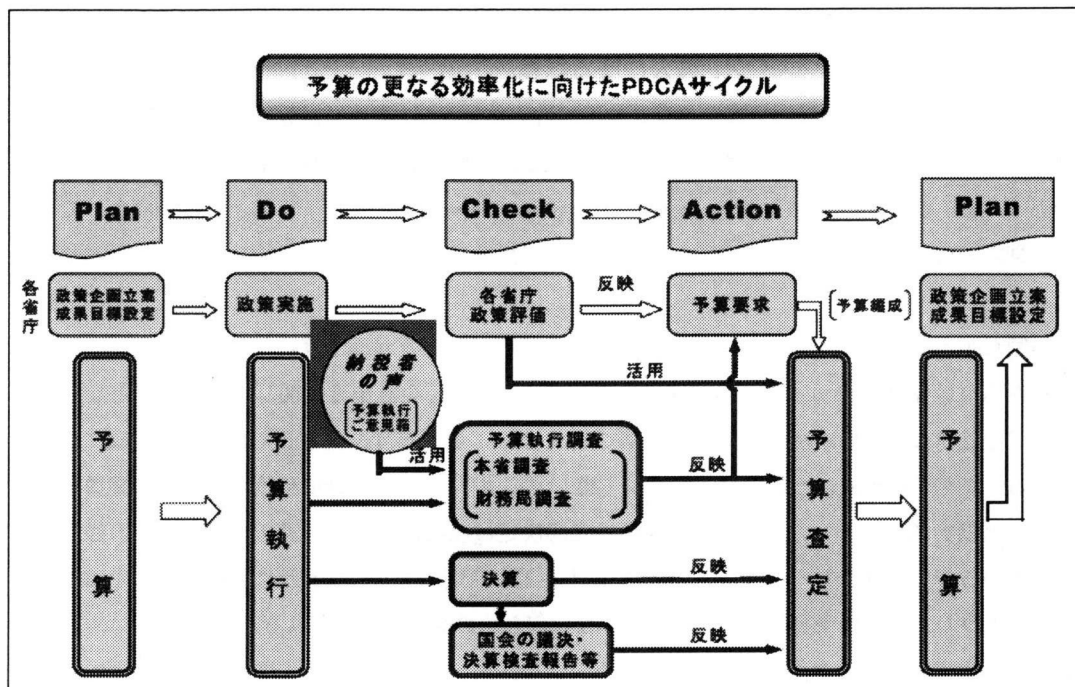 予算の更なる効率化に向けたPDCAサイクル
Plan
Do
Check
Action
Plan
各省庁
政策企画立案
成果目標設定
政策実施
各省庁
政策評価
反映
予算要求
〔予算編成〕
政策企画立案
成果目標設定
納税者
の声
予算執行
ご意見箱
活用
活用
予算執行調査
本省調査
財務局調査
反映
予算
予算執行
決算
反映
国会の議決・
決算検査報告等
反映
予算査定
予算